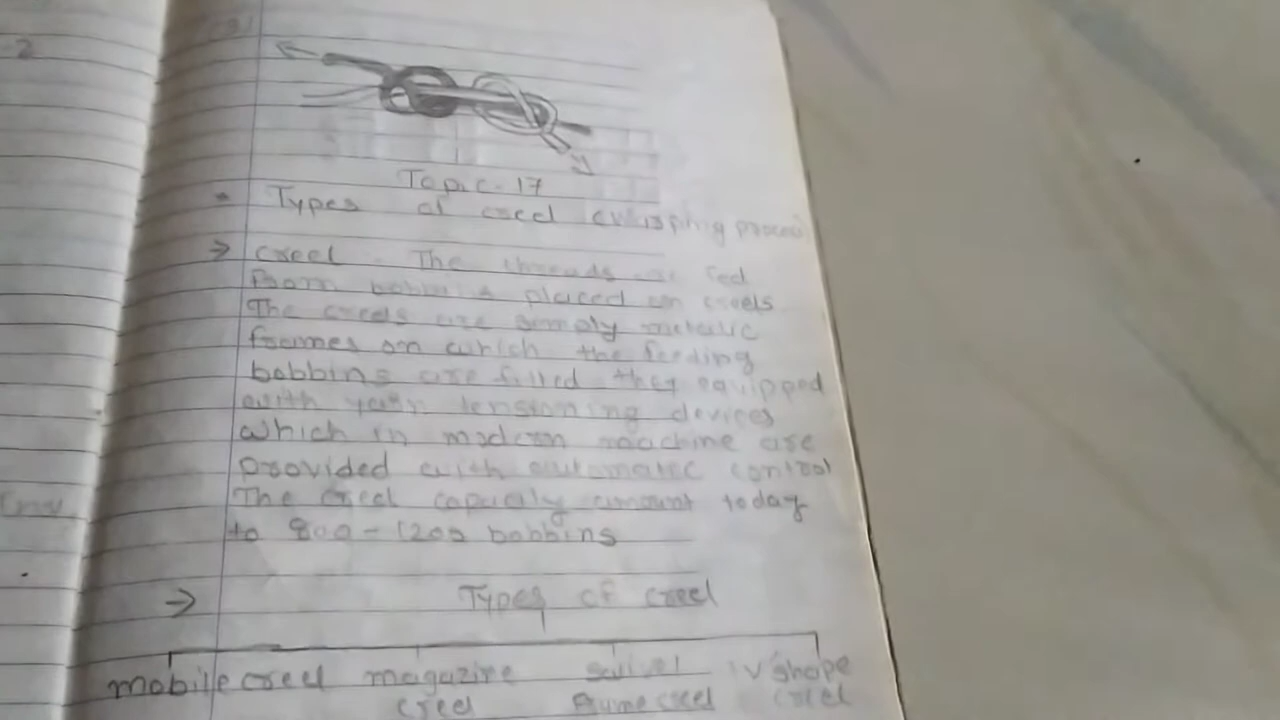 Topic-17
Types of creel (warping process
→ creel - The threads are fed
from bobbins placed on creels
The creels are simply metallic
frames on which the feeding
bobbins are filled they equipped
with yarn tensioning devices
which in modern machine are
provided with automatic control
The creel capacity amount today
to 800-1200 bobbins
→ Types of creel
mobile creel magazine swivel V shape
creel frame creel creel